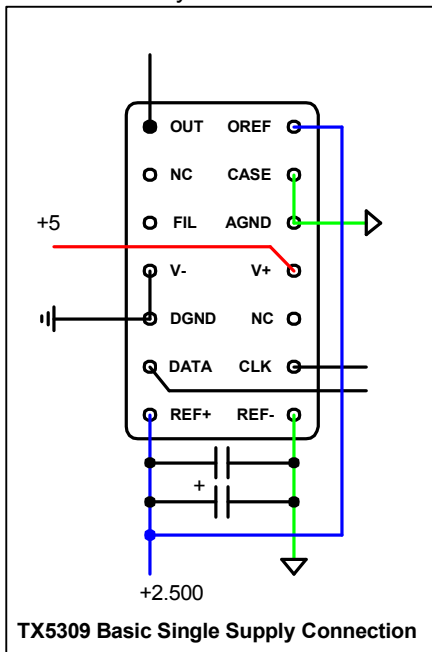 OUT OREF
NC CASE
FIL AGND
+5
V- V+
DGND NC
DATA CLK
REF+ REF-
+
+2.500
TX5309 Basic Single Supply Connection